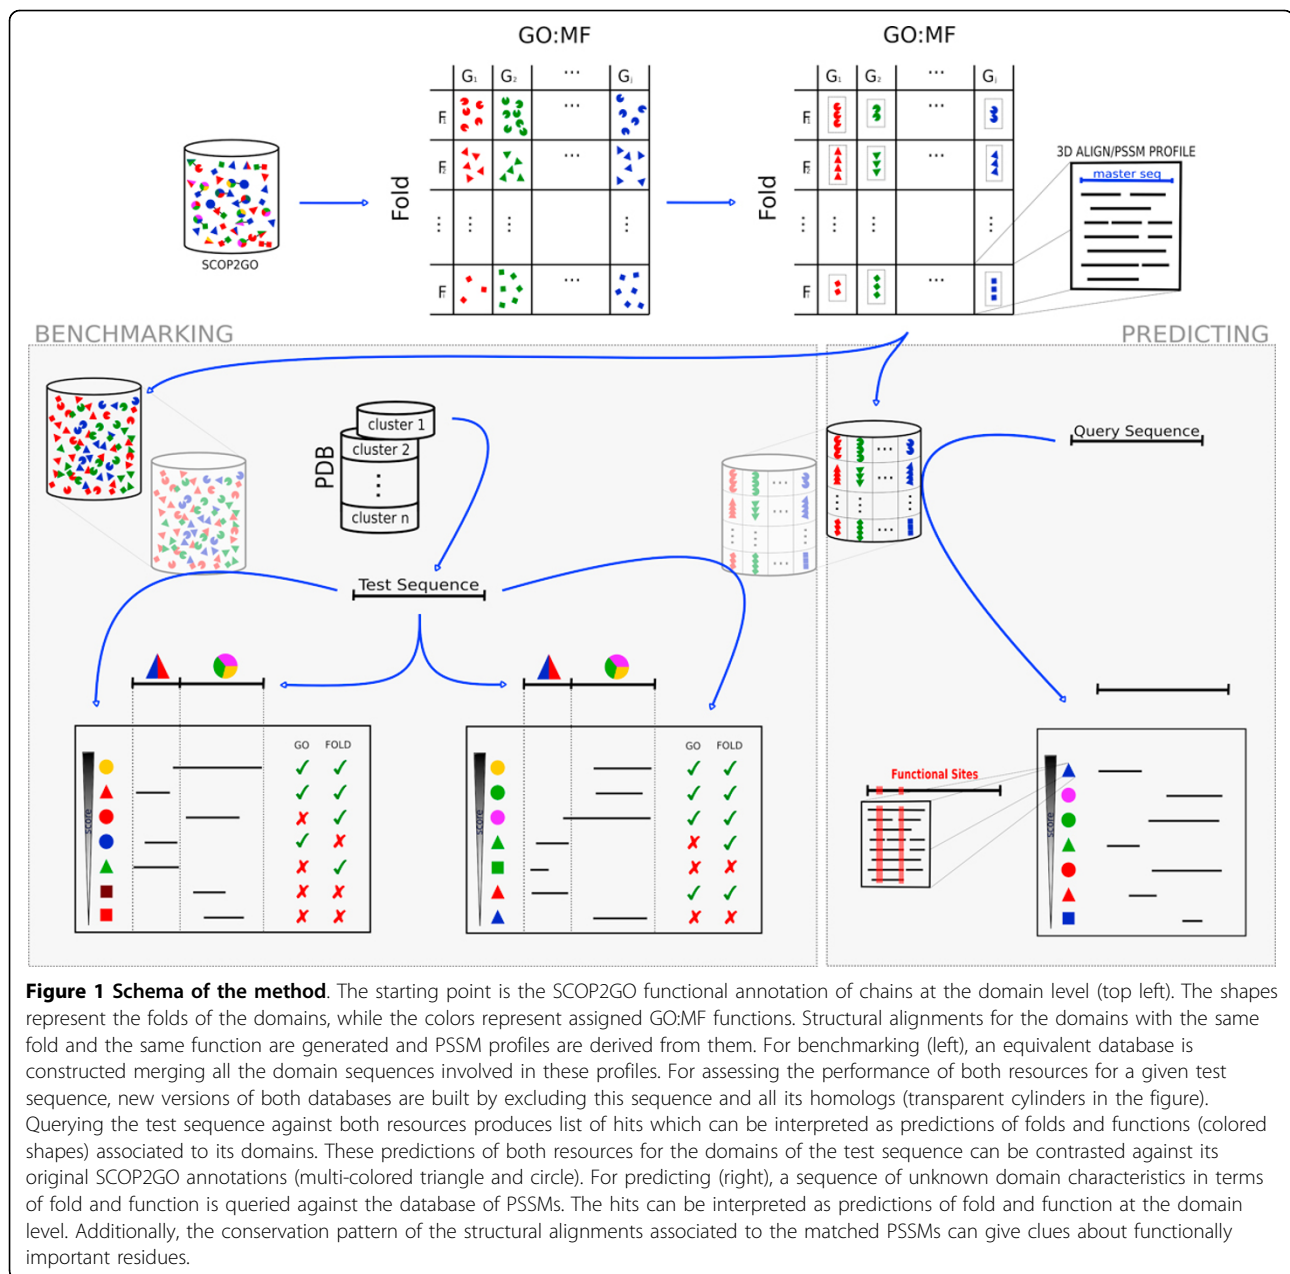 GO:MF
GO:MF
G₁ G₂ ... Gⱼ
G₁ G₂ ... Gⱼ
F₁ ...
F₁ ...
3D ALIGN/PSSM PROFILE
F₂ ...
F₂ ...
master seq
Fold
Fold
SCOP2GO
BENCHMARKING
PREDICTING
cluster 1
cluster 2
PDB
cluster n
Query Sequence
Test Sequence
GO FOLD
GO FOLD
Functional Sites
score
score
score
Figure 1 Schema of the method. The starting point is the SCOP2GO functional annotation of chains at the domain level (top left). The shapes
represent the folds of the domains, while the colors represent assigned GO:MF functions. Structural alignments for the domains with the same
fold and the same function are generated and PSSM profiles are derived from them. For benchmarking (left), an equivalent database is
constructed merging all the domain sequences involved in these profiles. For assessing the performance of both resources for a given test
sequence, new versions of both databases are built by excluding this sequence and all its homologs (transparent cylinders in the figure).
Querying the test sequence against both resources produces list of hits which can be interpreted as predictions of folds and functions (colored
shapes) associated to its domains. These predictions of both resources for the domains of the test sequence can be contrasted against its
original SCOP2GO annotations (multi-colored triangle and circle). For predicting (right), a sequence of unknown domain characteristics in terms
of fold and function is queried against the database of PSSMs. The hits can be interpreted as predictions of fold and function at the domain
level. Additionally, the conservation pattern of the structural alignments associated to the matched PSSMs can give clues about functionally
important residues.